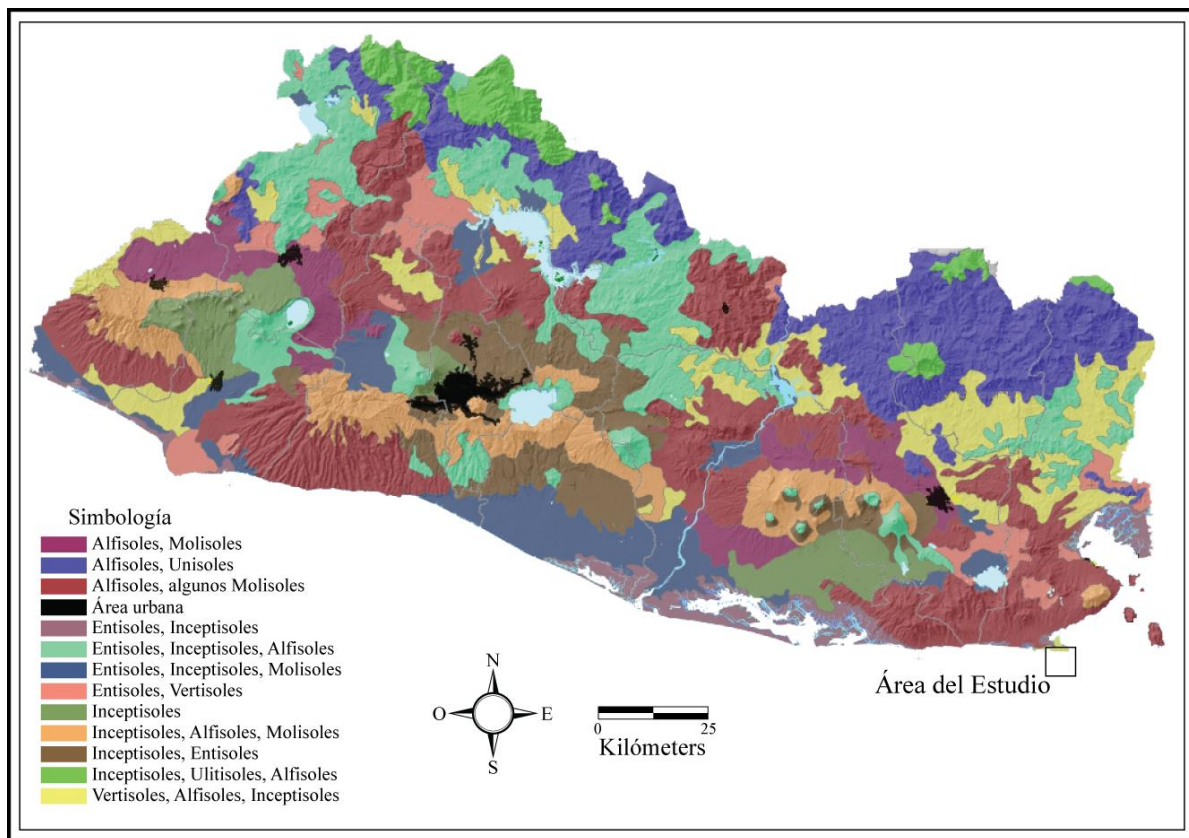 Simbología
Alfisoles, Molisoles
Alfisoles, Unisoles
Alfisoles, algunos Molisoles
Área urbana
Entisoles, Inceptisoles
Entisoles, Inceptisoles, Alfisoles
Entisoles, Inceptisoles, Molisoles
Entisoles, Vertisoles
Inceptisoles
Inceptisoles, Alfisoles, Molisoles
Inceptisoles, Entisoles
Inceptisoles, Ulitisoles, Alfisoles
Vertisoles, Alfisoles, Inceptisoles
N
O E
S
0 25
Kilómeters
Área del Estudio